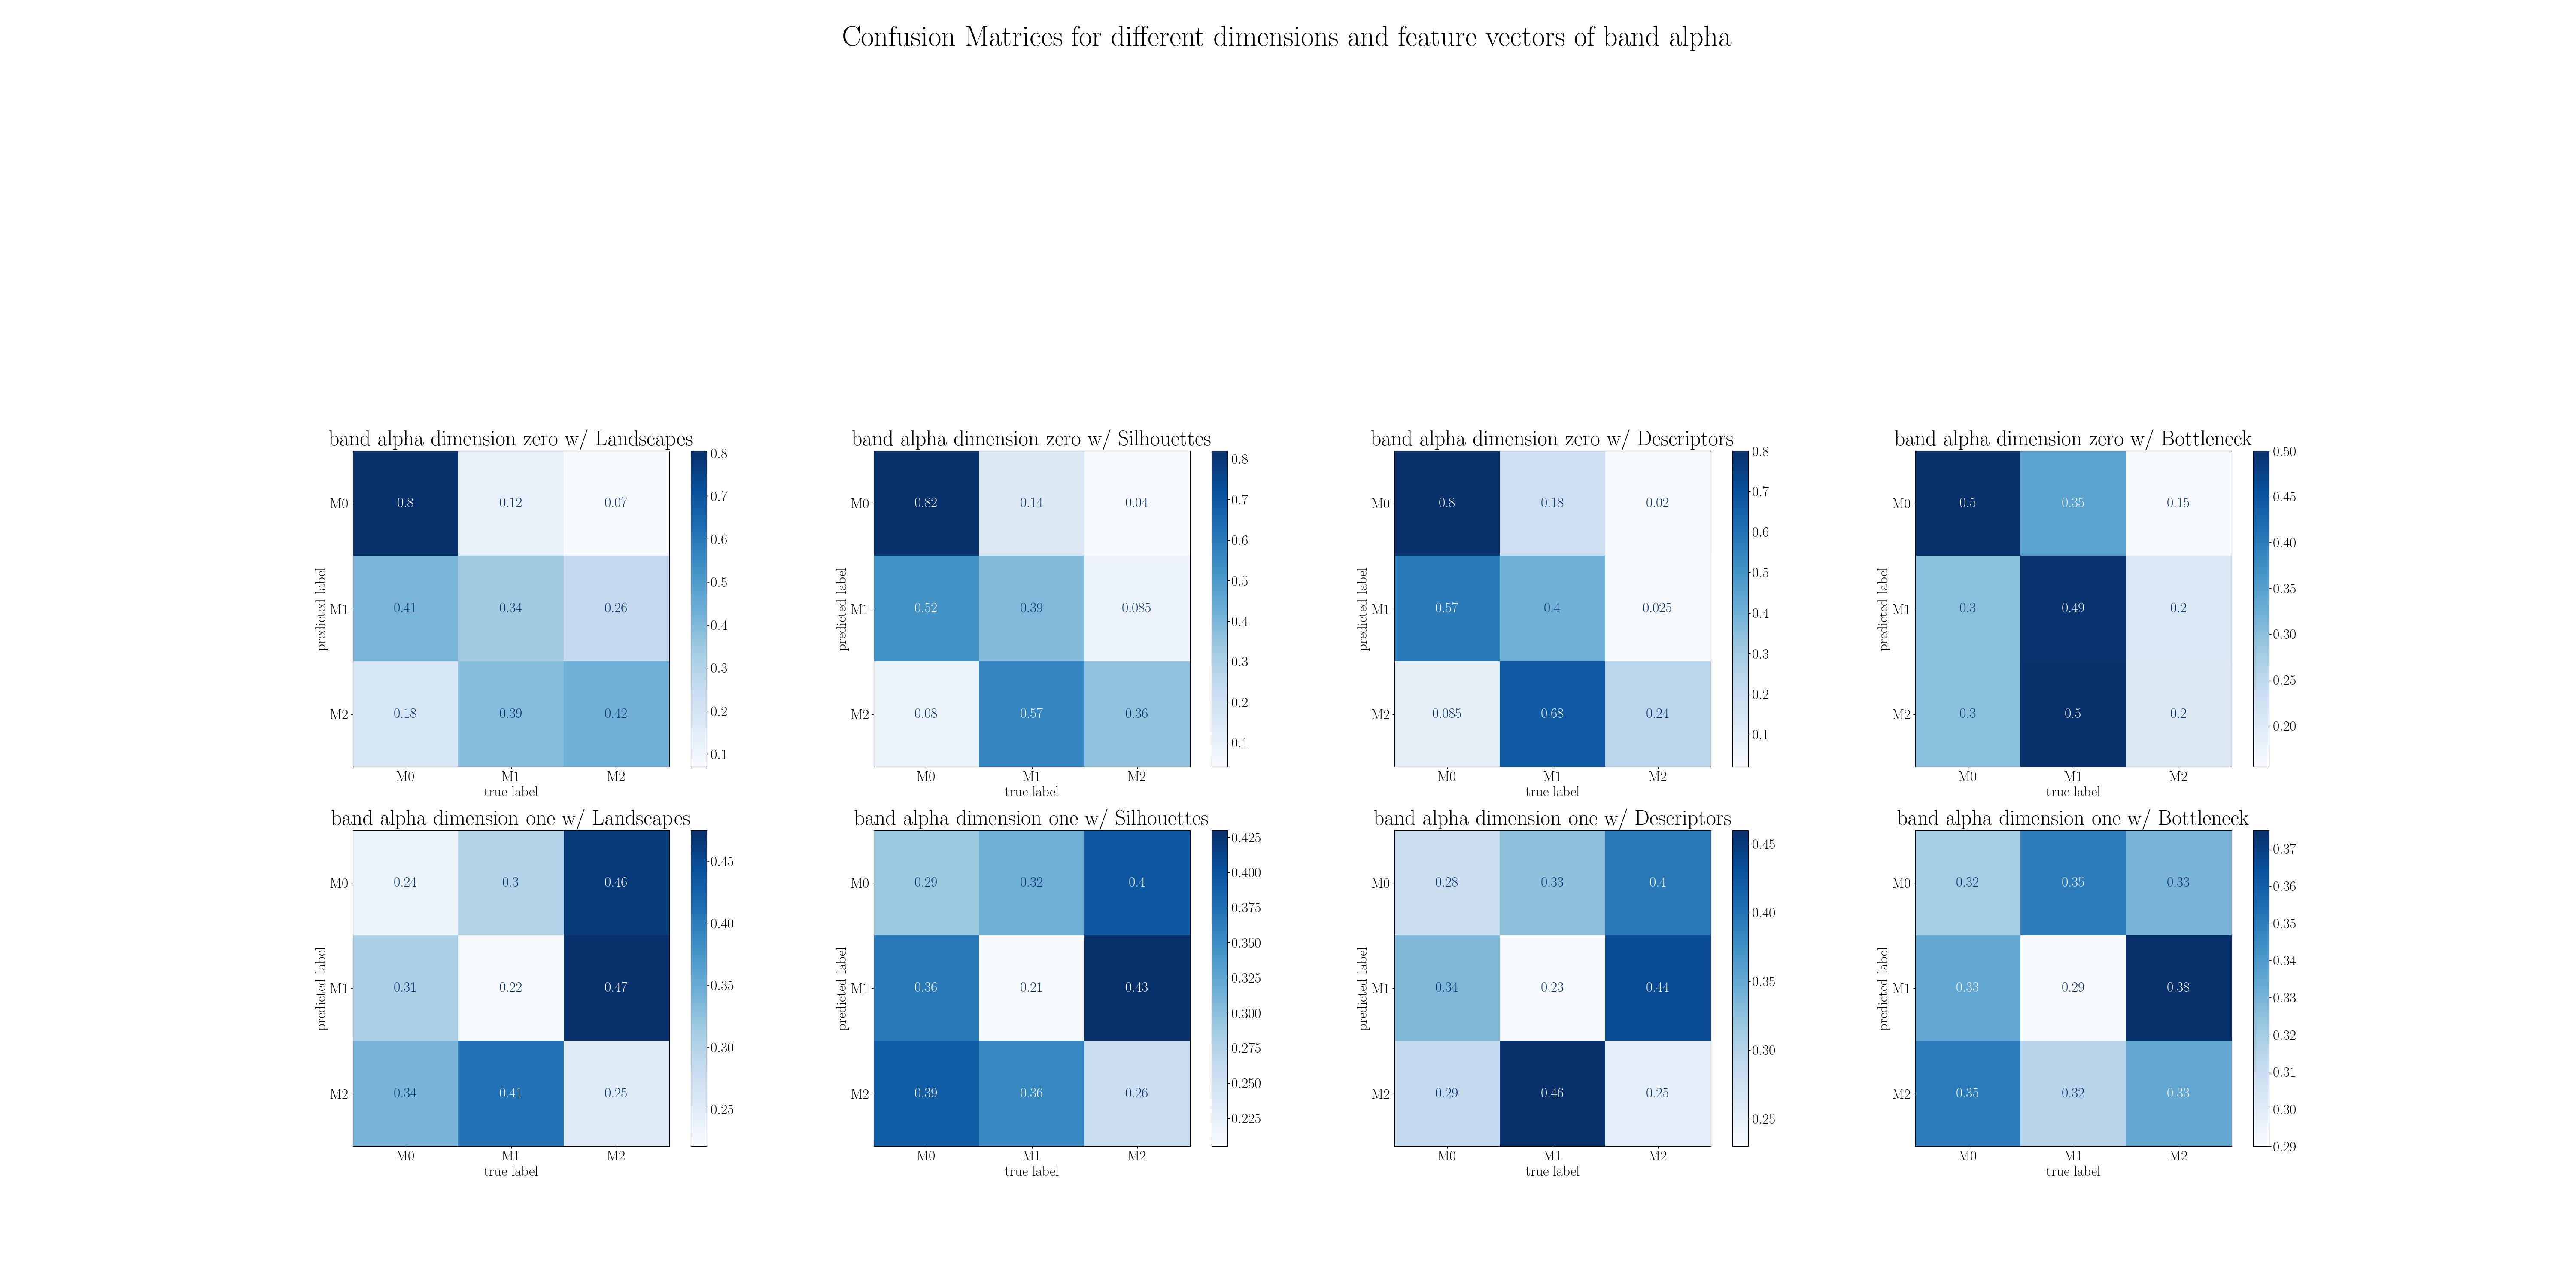 Confusion Matrices for different dimensions and feature vectors of band alpha
band alpha dimension zero w/ Landscapes
predicted label
M0 0.8 0.12 0.07
M1 0.41 0.34 0.26
M2 0.18 0.39 0.42
M0 M1 M2
true label
0.8
0.7
0.6
0.5
0.4
0.3
0.2
0.1
band alpha dimension zero w/ Silhouettes
predicted label
M0 0.82 0.14 0.04
M1 0.52 0.39 0.085
M2 0.08 0.57 0.36
M0 M1 M2
true label
0.8
0.7
0.6
0.5
0.4
0.3
0.2
0.1
band alpha dimension zero w/ Descriptors
predicted label
M0 0.8 0.18 0.02
M1 0.57 0.4 0.025
M2 0.085 0.68 0.24
M0 M1 M2
true label
0.8
0.7
0.6
0.5
0.4
0.3
0.2
0.1
band alpha dimension zero w/ Bottleneck
predicted label
M0 0.5 0.35 0.15
M1 0.3 0.49 0.2
M2 0.3 0.5 0.2
M0 M1 M2
true label
0.50
0.45
0.40
0.35
0.30
0.25
0.20
band alpha dimension one w/ Landscapes
predicted label
M0 0.24 0.3 0.46
M1 0.31 0.22 0.47
M2 0.34 0.41 0.25
M0 M1 M2
true label
0.45
0.40
0.35
0.30
0.25
band alpha dimension one w/ Silhouettes
predicted label
M0 0.29 0.32 0.4
M1 0.36 0.21 0.43
M2 0.39 0.36 0.26
M0 M1 M2
true label
0.425
0.400
0.375
0.350
0.325
0.300
0.275
0.250
0.225
band alpha dimension one w/ Descriptors
predicted label
M0 0.28 0.33 0.4
M1 0.34 0.23 0.44
M2 0.29 0.46 0.25
M0 M1 M2
true label
0.45
0.40
0.35
0.30
0.25
band alpha dimension one w/ Bottleneck
predicted label
M0 0.32 0.35 0.33
M1 0.33 0.29 0.38
M2 0.35 0.32 0.33
M0 M1 M2
true label
0.37
0.36
0.35
0.34
0.33
0.32
0.31
0.30
0.29